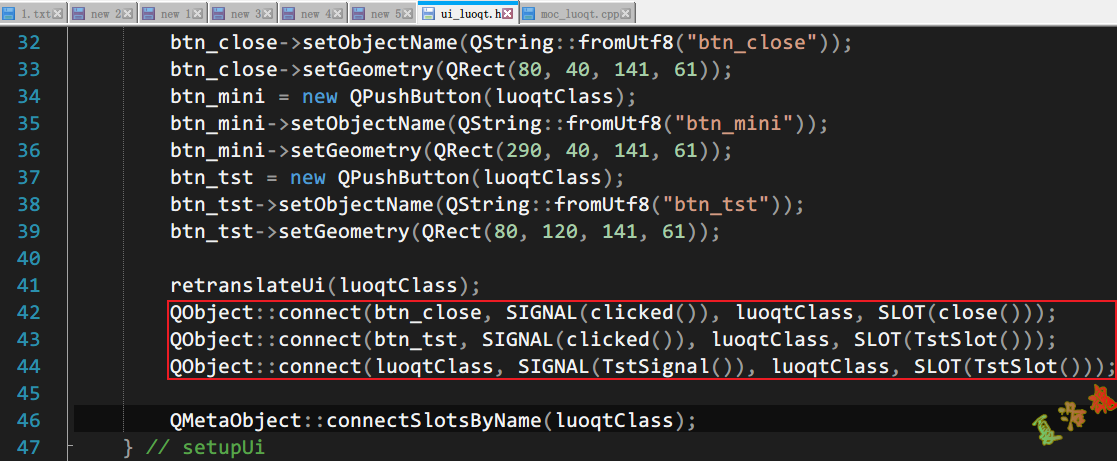 1.txt new 2 new 1 new 3 new 4 new 5 ui_luoqt.h moc_luoqt.cpp
32 btn_close->setObjectName(QString::fromUtf8("btn_close"));
33 btn_close->setGeometry(QRect(80, 40, 141, 61));
34 btn_mini = new QPushButton(luoqtClass);
35 btn_mini->setObjectName(QString::fromUtf8("btn_mini"));
36 btn_mini->setGeometry(QRect(290, 40, 141, 61));
37 btn_tst = new QPushButton(luoqtClass);
38 btn_tst->setObjectName(QString::fromUtf8("btn_tst"));
39 btn_tst->setGeometry(QRect(80, 120, 141, 61));
40
41 retranslateUi(luoqtClass);
42 QObject::connect(btn_close, SIGNAL(clicked()), luoqtClass, SLOT(close()));
43 QObject::connect(btn_tst, SIGNAL(clicked()), luoqtClass, SLOT(TstSlot()));
44 QObject::connect(luoqtClass, SIGNAL(TstSignal()), luoqtClass, SLOT(TstSlot()));
45
46 QMetaObject::connectSlotsByName(luoqtClass);
47 } // setupUi